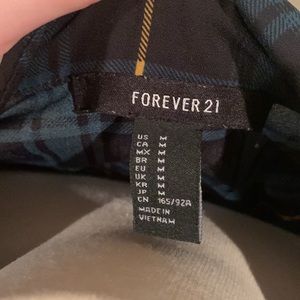 FOREVER 21
US M
CA M
MX M
BR M
EU M
UK M
KR M
JP M
CN 165/92A
MADE IN
VIETNAM